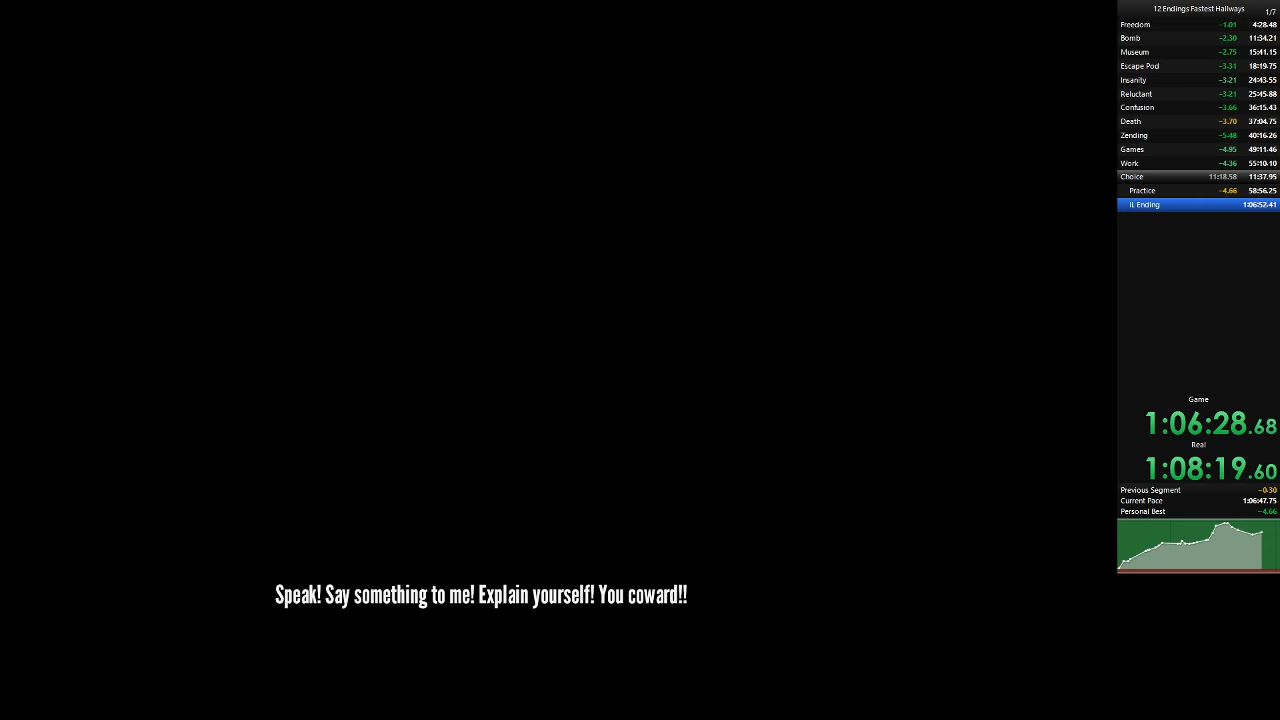 12 Endings Fastest Hallways
1/7
Freedom -1.01 4:28.48
Bomb -2.30 11:34.21
Museum -2.75 15:41.15
Escape Pod -3.31 18:19.75
Insanity -3.21 24:43.55
Reluctant -3.21 25:45.88
Confusion -3.66 36:15.43
Death -3.70 37:04.75
Zending -5.48 40:16.26
Games -4.95 49:11.46
Work -4.36 55:10.10
Choice 11:18.58 11:37.95
Practice -4.66 58:56.25
IL Ending 1:06:52.41
Game
1:06:28.68
Real
1:08:19.60
Previous Segment -0.30
Current Pace 1:06:47.75
Personal Best -4.66
Speak! Say something to me! Explain yourself! You coward!!